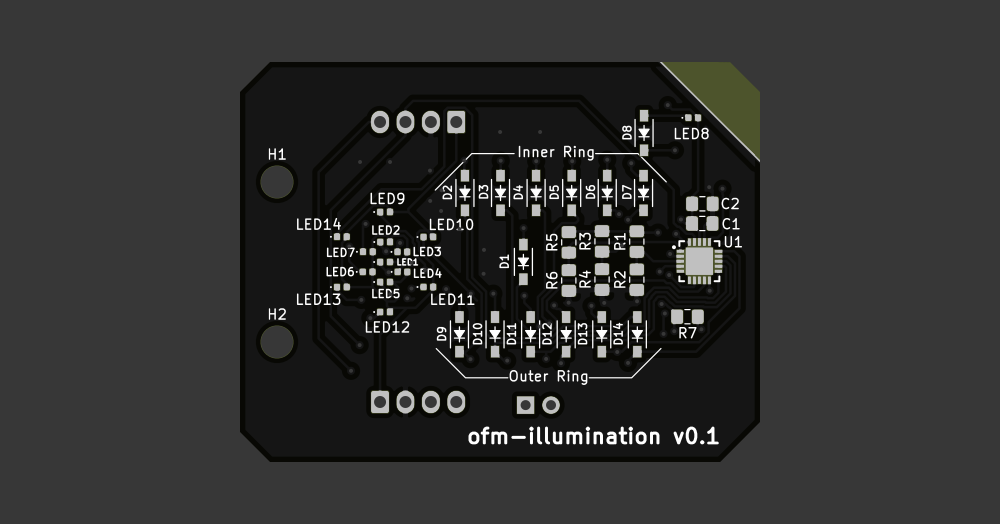 D8
LED8
H1
Inner Ring
D2
D3
D4
D5
D6
D7
LED9
C2
C1
U1
LED14
LED2
LED10
LED7
LED3
LED1
LED6
LED4
LED13
LED5
LED11
LED12
D1
R5
R3
R1
R6
R4
R2
H2
D9
D10
D11
D12
D13
D14
R7
Outer Ring
ofm-illumination v0.1